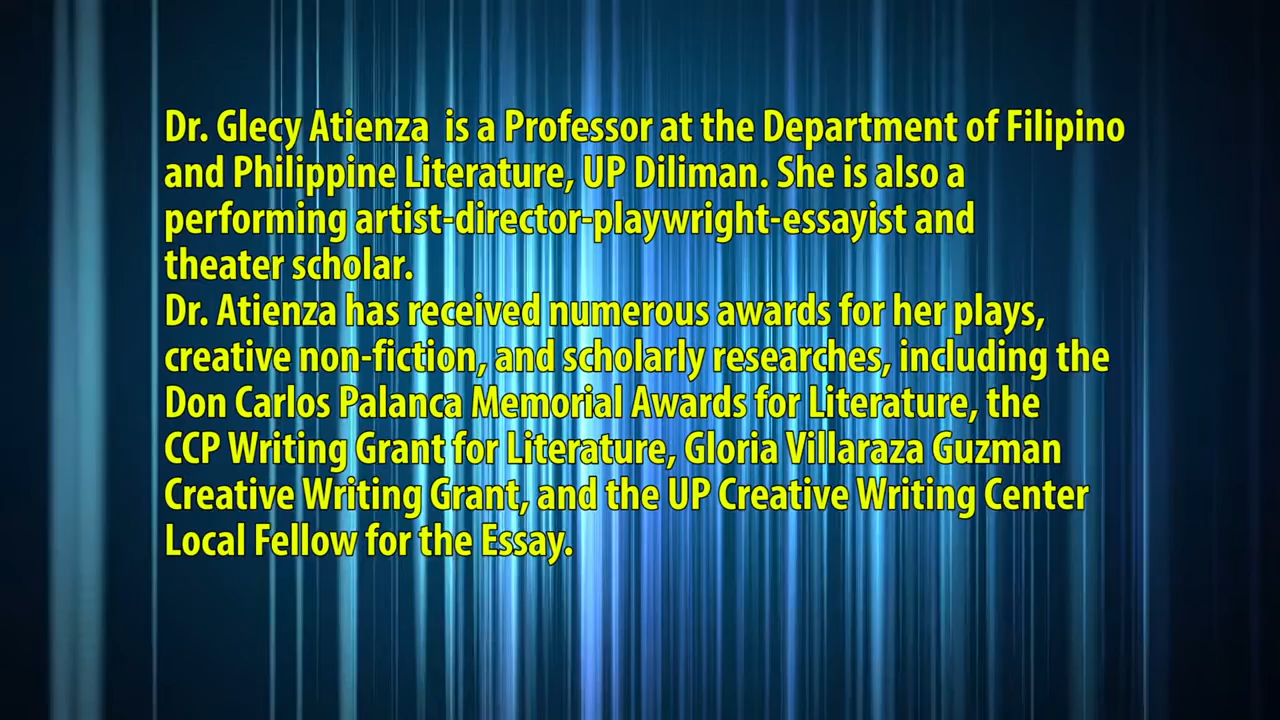 Dr. Glecy Atienza  is a Professor at the Department of Filipino
and Philippine Literature, UP Diliman. She is also a
performing artist-director-playwright-essayist and
theater scholar.
Dr. Atienza has received numerous awards for her plays,
creative non-fiction, and scholarly researches, including the
Don Carlos Palanca Memorial Awards for Literature, the
CCP Writing Grant for Literature, Gloria Villaraza Guzman
Creative Writing Grant, and the UP Creative Writing Center
Local Fellow for the Essay.